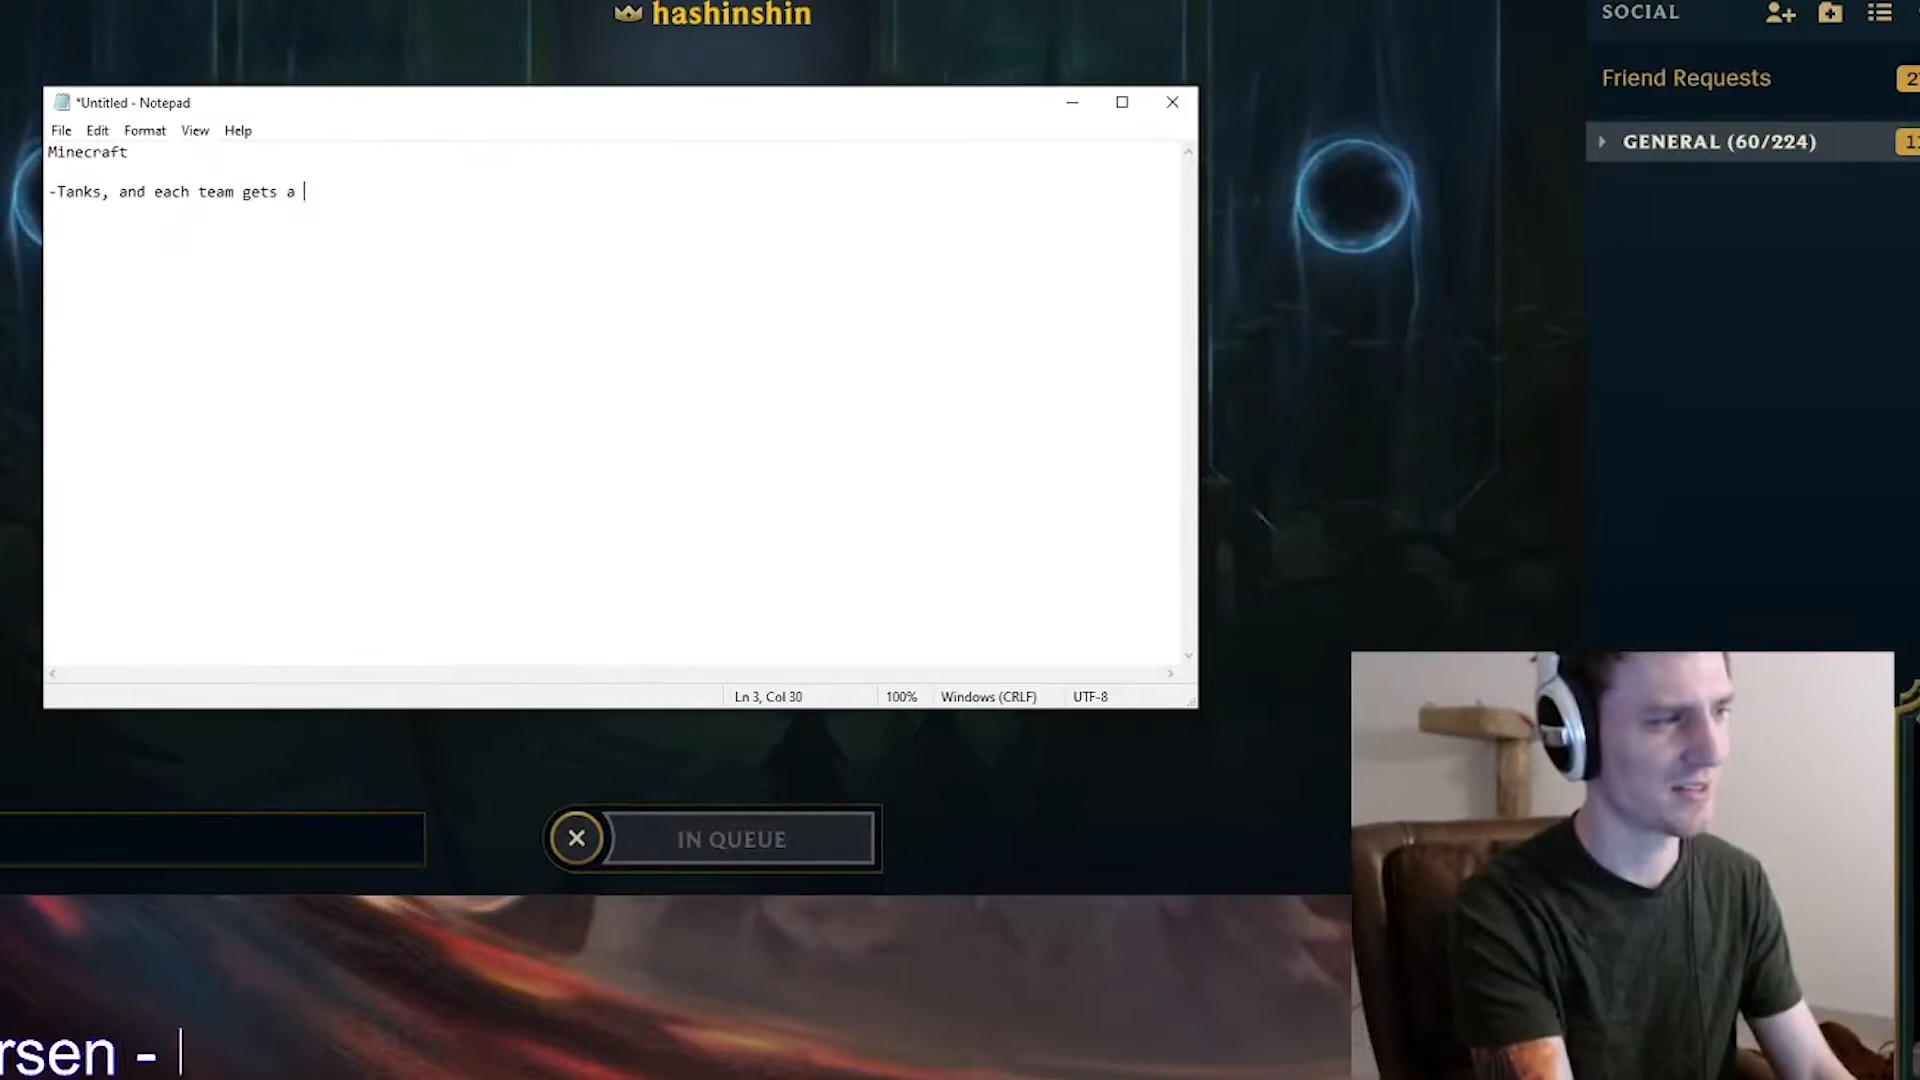 hashinshin
SOCIAL
Friend Requests
GENERAL (60/224)
*Untitled - Notepad
File Edit Format View Help
Minecraft
-Tanks, and each team gets a
Ln 3, Col 30 100% Windows (CRLF) UTF-8
IN QUEUE
rsen -